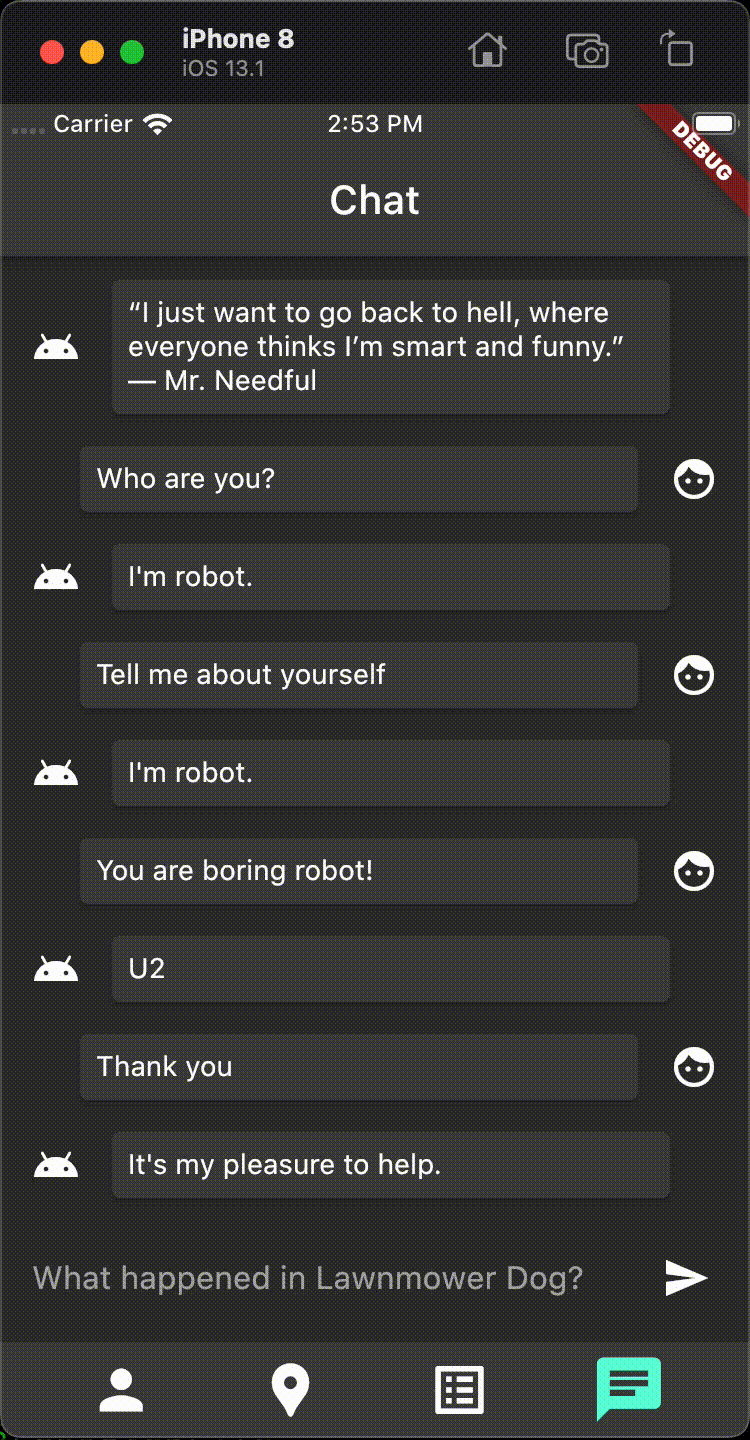 iPhone 8
iOS 13.1
Carrier 2:53 PM
DEBUG
Chat
“I just want to go back to hell, where
everyone thinks I’m smart and funny.”
— Mr. Needful
Who are you?
I'm robot.
Tell me about yourself
I'm robot.
You are boring robot!
U2
Thank you
It's my pleasure to help.
What happened in Lawnmower Dog?